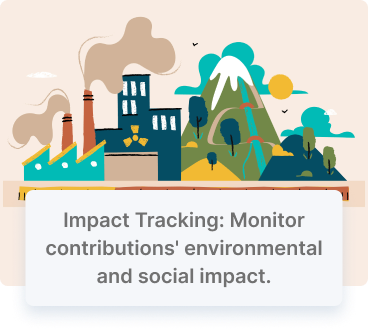 Impact Tracking: Monitor
contributions' environmental
and social impact.